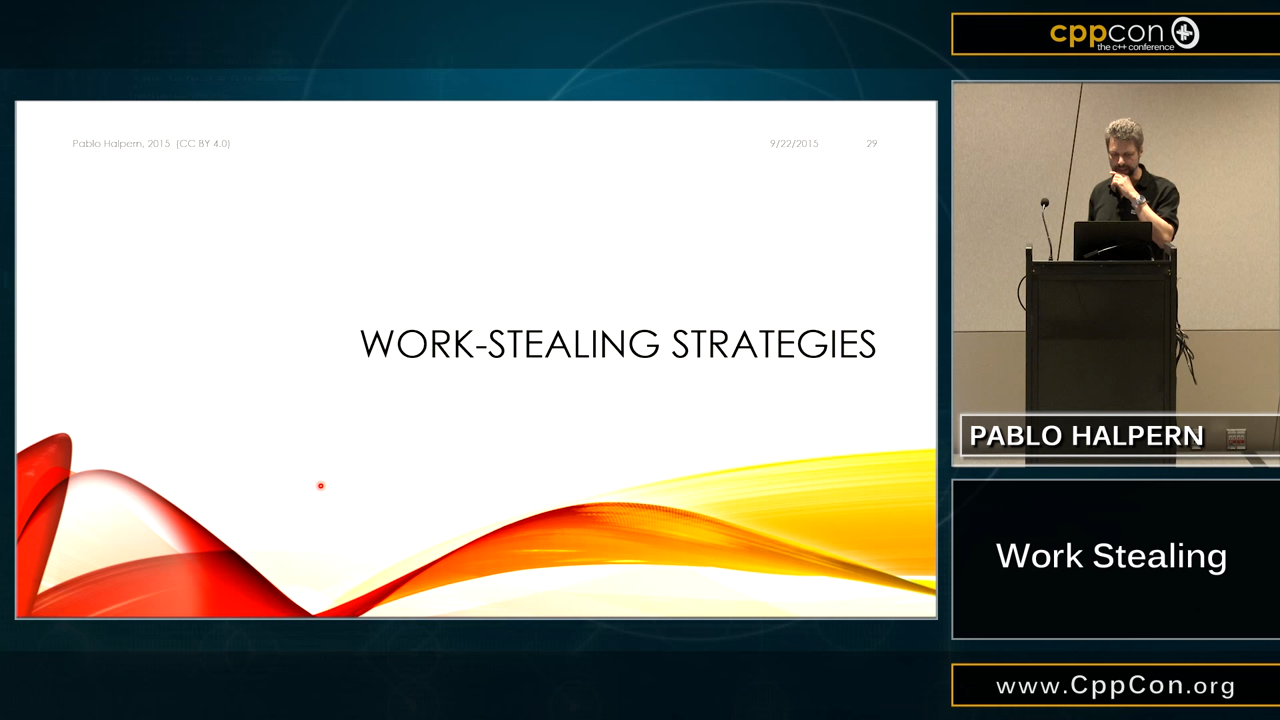 cppcon
the c++ conference
Pablo Halpern, 2015 (CC BY 4.0)
9/22/2015
29
WORK-STEALING STRATEGIES
PABLO HALPERN
Work Stealing
www.CppCon.org